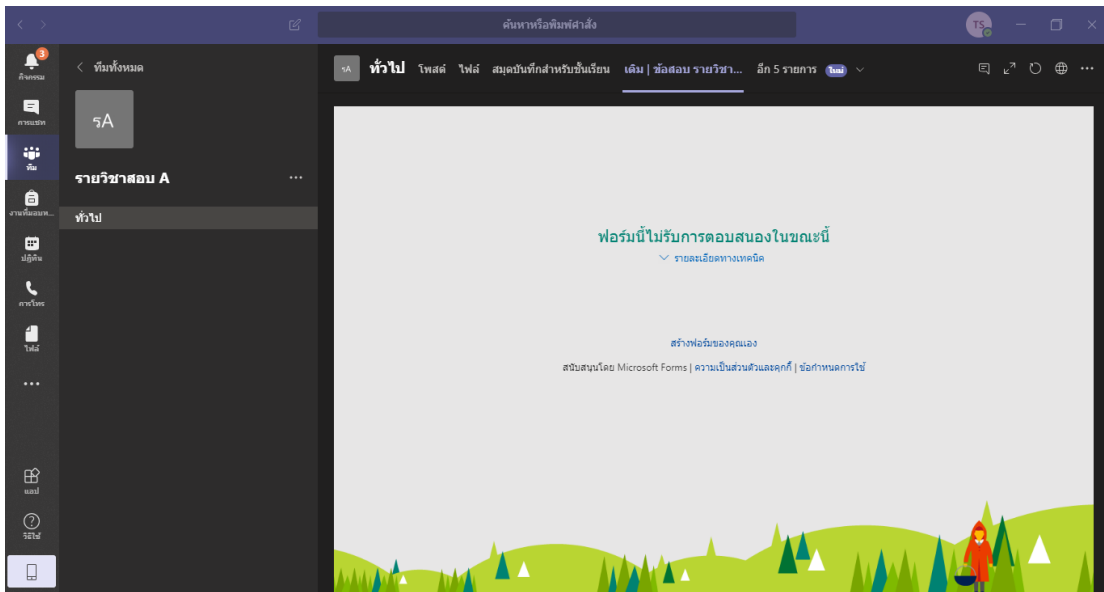 ค้นหาหรือพิมพ์คำสั่ง
TS
3
กิจกรรม
การแชท
ทีม
งานที่มอบห...
ปฏิทิน
การโทร
ไฟล์
แอป
วิธีใช้
ทีมทั้งหมด
รA
รายวิชาสอบ A
ทั่วไป
รA ทั่วไป โพสต์ ไฟล์ สมุดบันทึกสำหรับชั้นเรียน เติม | ข้อสอบ รายวิชา... อีก 5 รายการ ใหม่
ฟอร์มนี้ไม่รับการตอบสนองในขณะนี้
รายละเอียดทางเทคนิค
สร้างฟอร์มของคุณเอง
สนับสนุนโดย Microsoft Forms | ความเป็นส่วนตัวและคุกกี้ | ข้อกำหนดการใช้